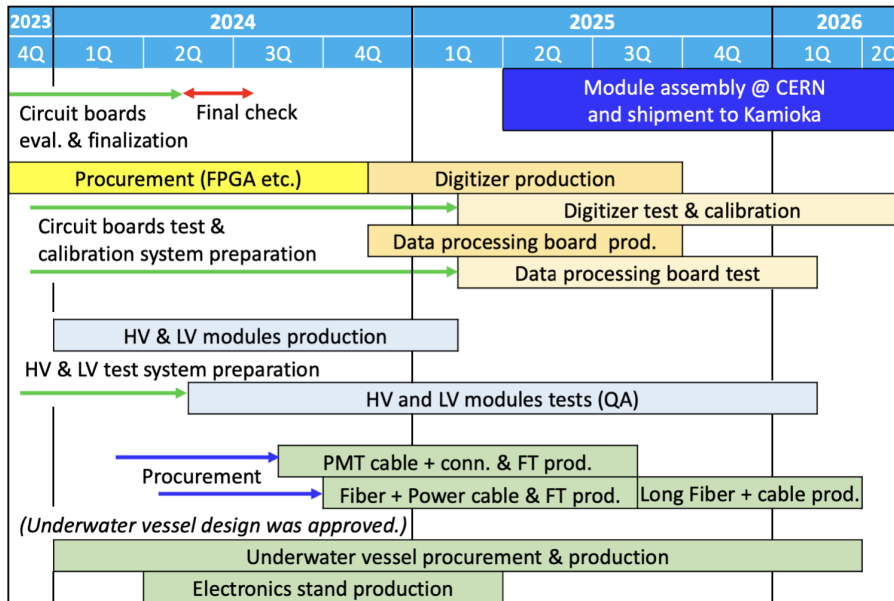 2023 2024 2025 2026
4Q 1Q 2Q 3Q 4Q 1Q 2Q 3Q 4Q 1Q 2Q
Circuit boards
eval. & finalization
Final check
Module assembly @ CERN
and shipment to Kamioka
Procurement (FPGA etc.)
Digitizer production
Digitizer test & calibration
Circuit boards test &
calibration system preparation
Data processing board prod.
Data processing board test
HV & LV modules production
HV & LV test system preparation
HV and LV modules tests (QA)
PMT cable + conn. & FT prod.
Procurement
Fiber + Power cable & FT prod.
Long Fiber + cable prod.
(Underwater vessel design was approved.)
Underwater vessel procurement & production
Electronics stand production